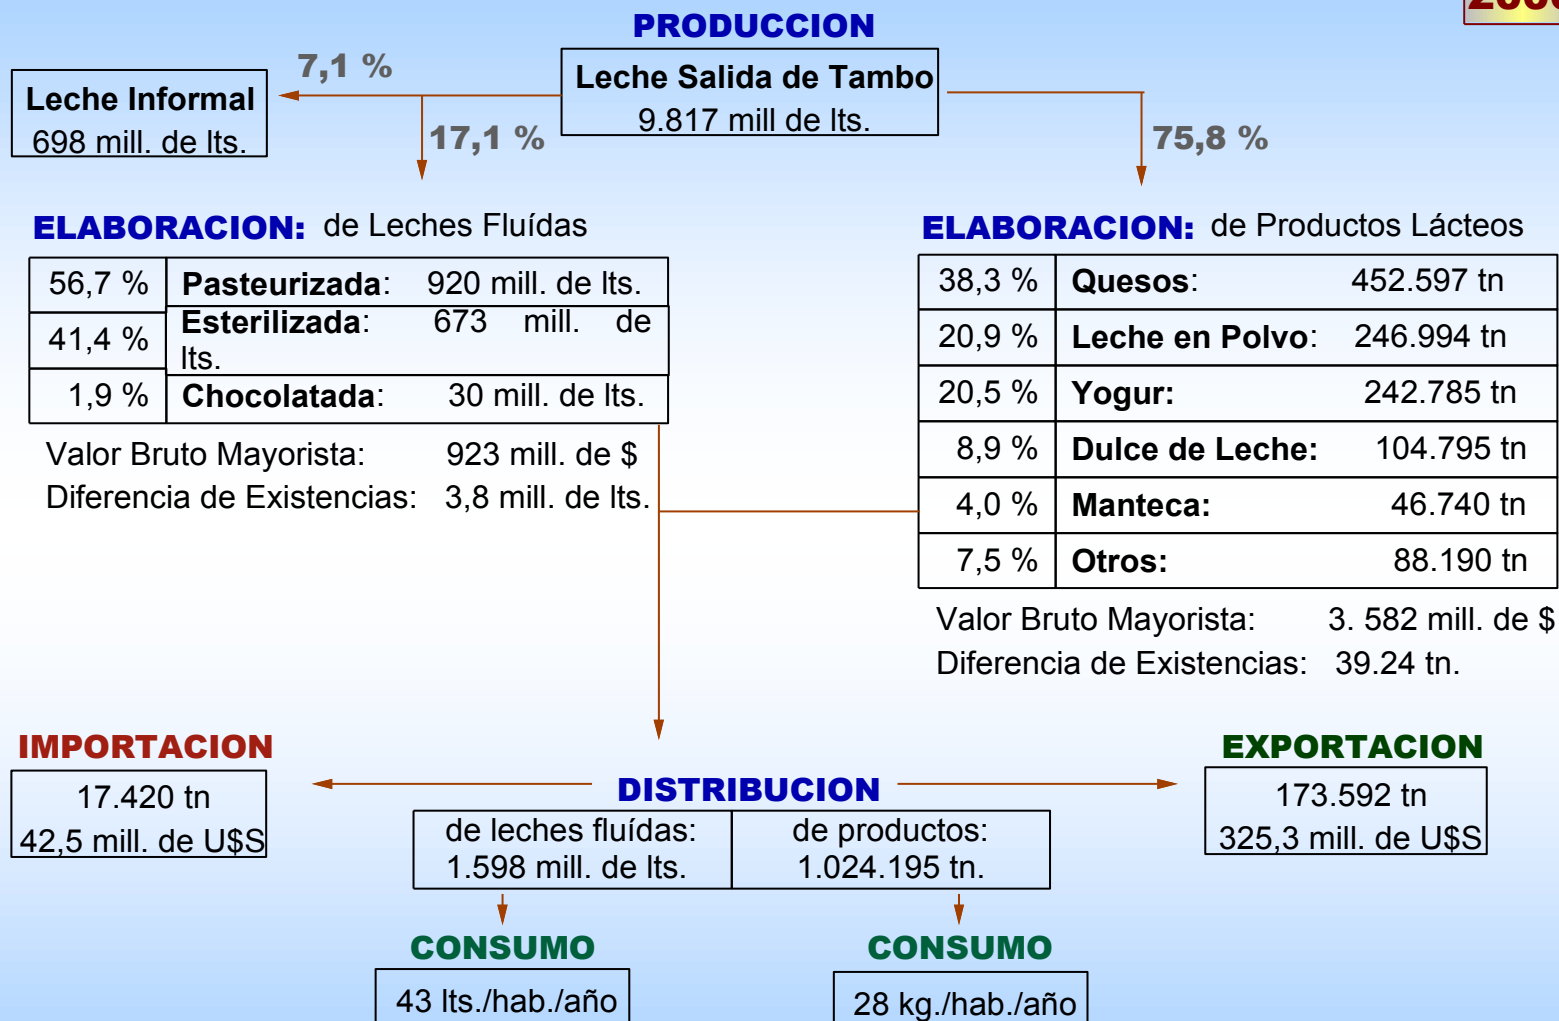 PRODUCCION
Leche Salida de Tambo
9.817 mill de lts.
7,1 %
Leche Informal
698 mill. de lts.
17,1 %
75,8 %
ELABORACION: de Leches Fluídas
56,7 % Pasteurizada: 920 mill. de lts.
41,4 % Esterilizada: 673 mill. de
lts.
1,9 % Chocolatada: 30 mill. de lts.
Valor Bruto Mayorista: 923 mill. de $
Diferencia de Existencias: 3,8 mill. de lts.
ELABORACION: de Productos Lácteos
38,3 % Quesos: 452.597 tn
20,9 % Leche en Polvo: 246.994 tn
20,5 % Yogur: 242.785 tn
8,9 % Dulce de Leche: 104.795 tn
4,0 % Manteca: 46.740 tn
7,5 % Otros: 88.190 tn
Valor Bruto Mayorista: 3. 582 mill. de $
Diferencia de Existencias: 39.24 tn.
IMPORTACION
17.420 tn
42,5 mill. de U$S
DISTRIBUCION
de leches fluídas:
1.598 mill. de lts.
de productos:
1.024.195 tn.
EXPORTACION
173.592 tn
325,3 mill. de U$S
CONSUMO
43 lts./hab./año
CONSUMO
28 kg./hab./año